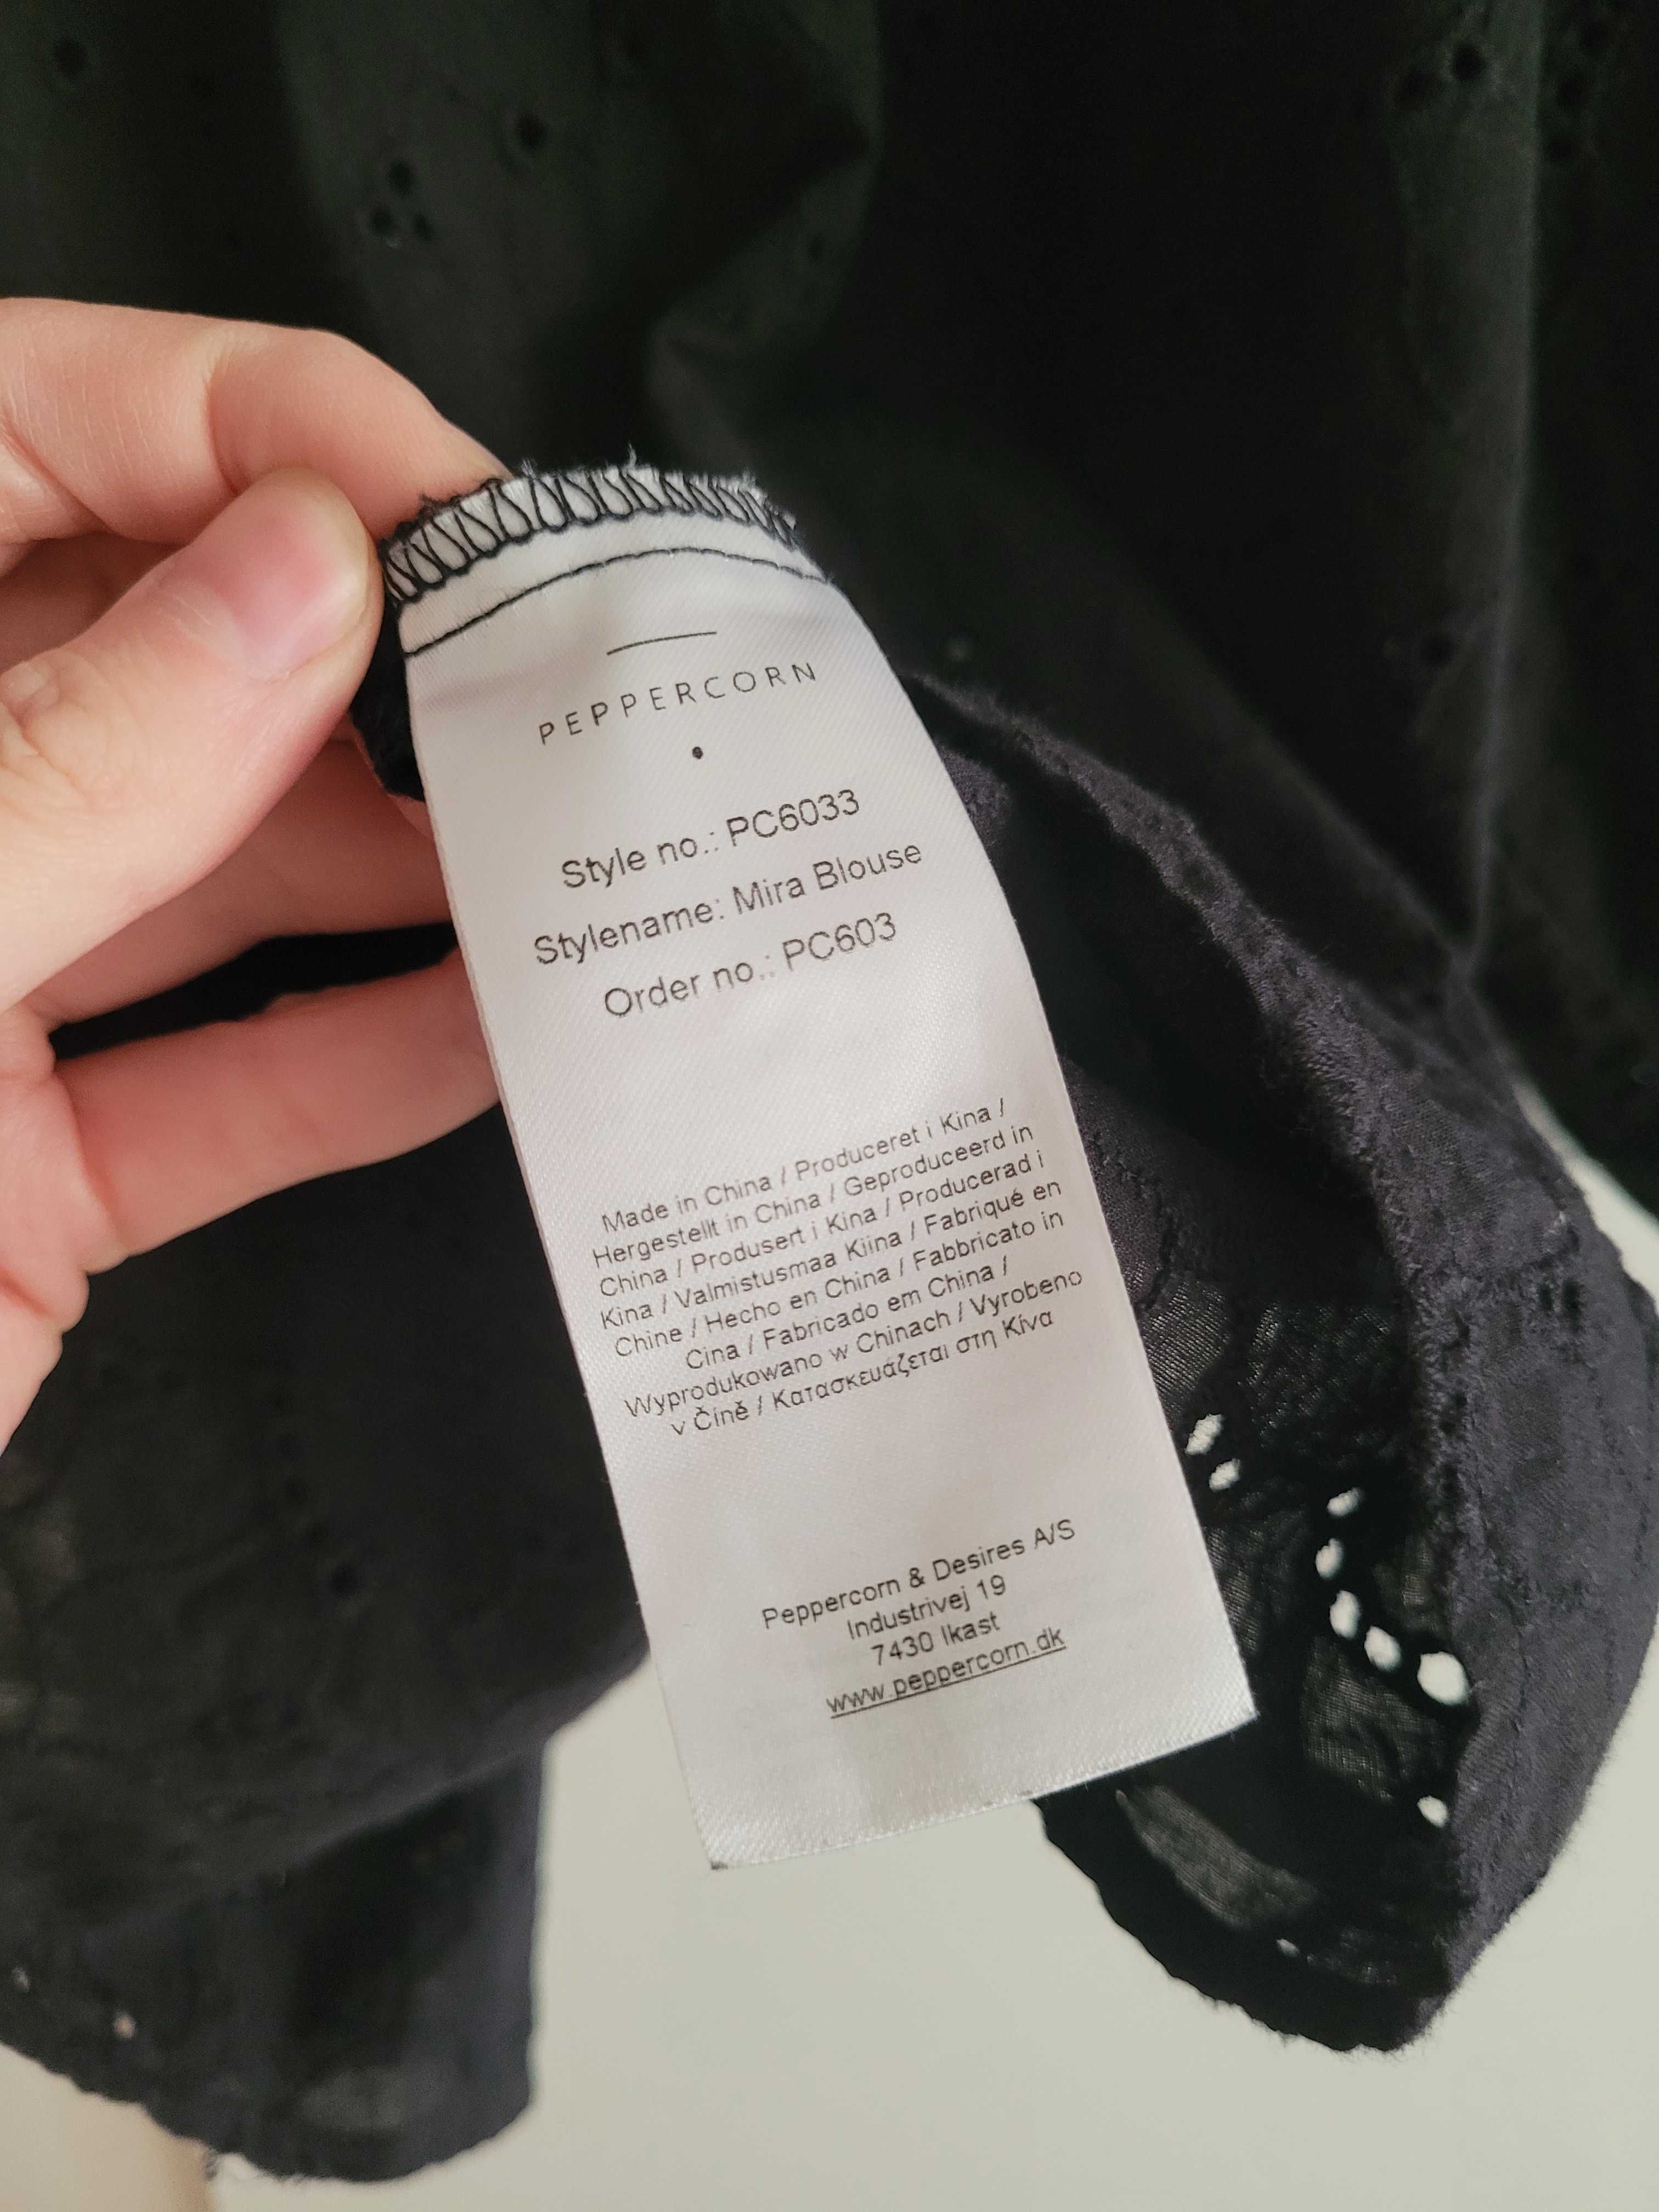 PEPPERCORN
Style no.: PC6033
Stylename: Mira Blouse
Order no.: PC603
Made in China / Produceret i Kina /
Hergestellt in China / Geproduceerd in
China / Produsert i Kina / Producerad i
Kina / Valmistusmaa Kiina / Fabriqué en
Chine / Hecho en China / Fabbricato in
Cina / Fabricado em China /
Wyprodukowano w Chinach / Vyrobeno
v Číně / Κατασκευάζεται στη Κίνα
Peppercorn & Desires A/S
Industrivej 19
7430 Ikast
www.peppercorn.dk